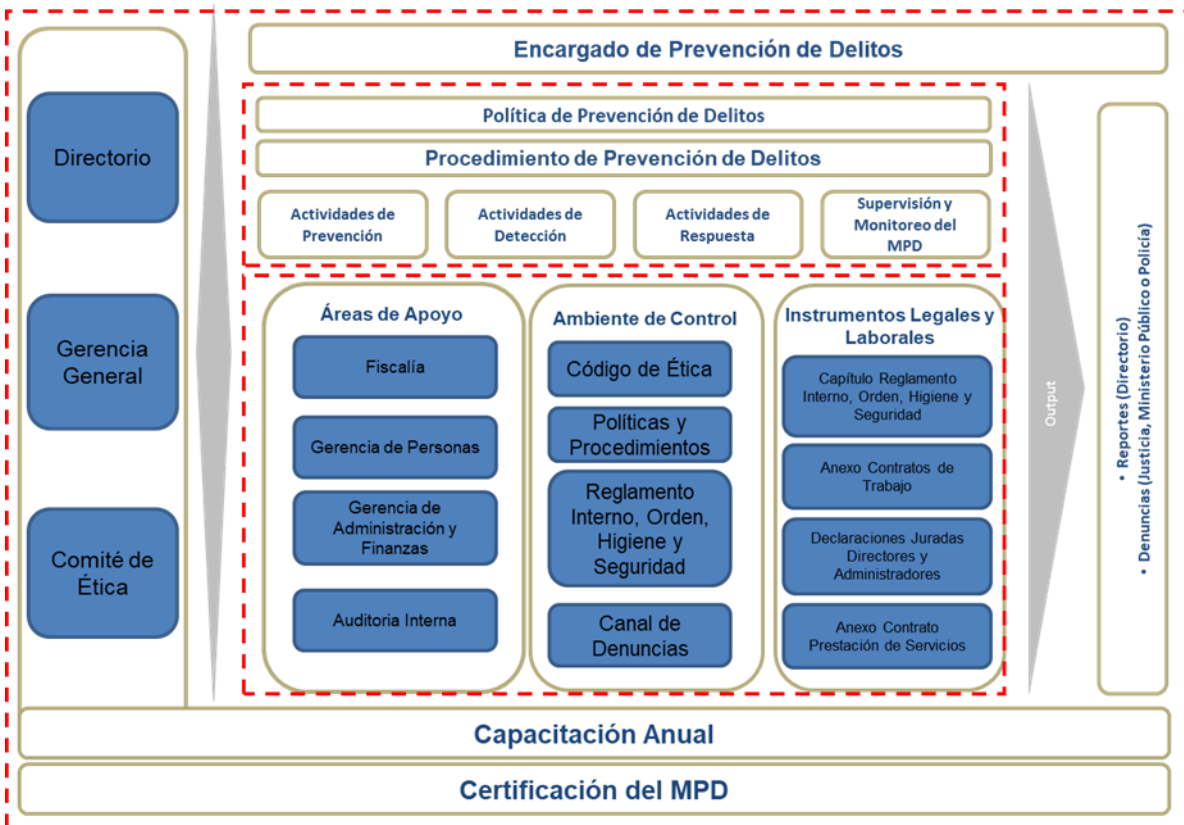 Encargado de Prevención de Delitos
Directorio
Gerencia
General
Comité de
Ética
Política de Prevención de Delitos
Procedimiento de Prevención de Delitos
Actividades de
Prevención
Actividades de
Detección
Actividades de
Respuesta
Supervisión y
Monitoreo del
MPD
Áreas de Apoyo
Fiscalía
Gerencia de Personas
Gerencia de
Administración y
Finanzas
Auditoria Interna
Ambiente de Control
Código de Ética
Políticas y
Procedimientos
Reglamento
Interno, Orden,
Higiene y
Seguridad
Canal de
Denuncias
Instrumentos Legales y
Laborales
Capítulo Reglamento
Interno, Orden, Higiene y
Seguridad
Anexo Contratos de
Trabajo
Declaraciones Juradas
Directores y
Administradores
Anexo Contrato
Prestación de Servicios
Output
• Reportes (Directorio)
• Denuncias (Justicia, Ministerio Público o Policía)
Capacitación Anual
Certificación del MPD